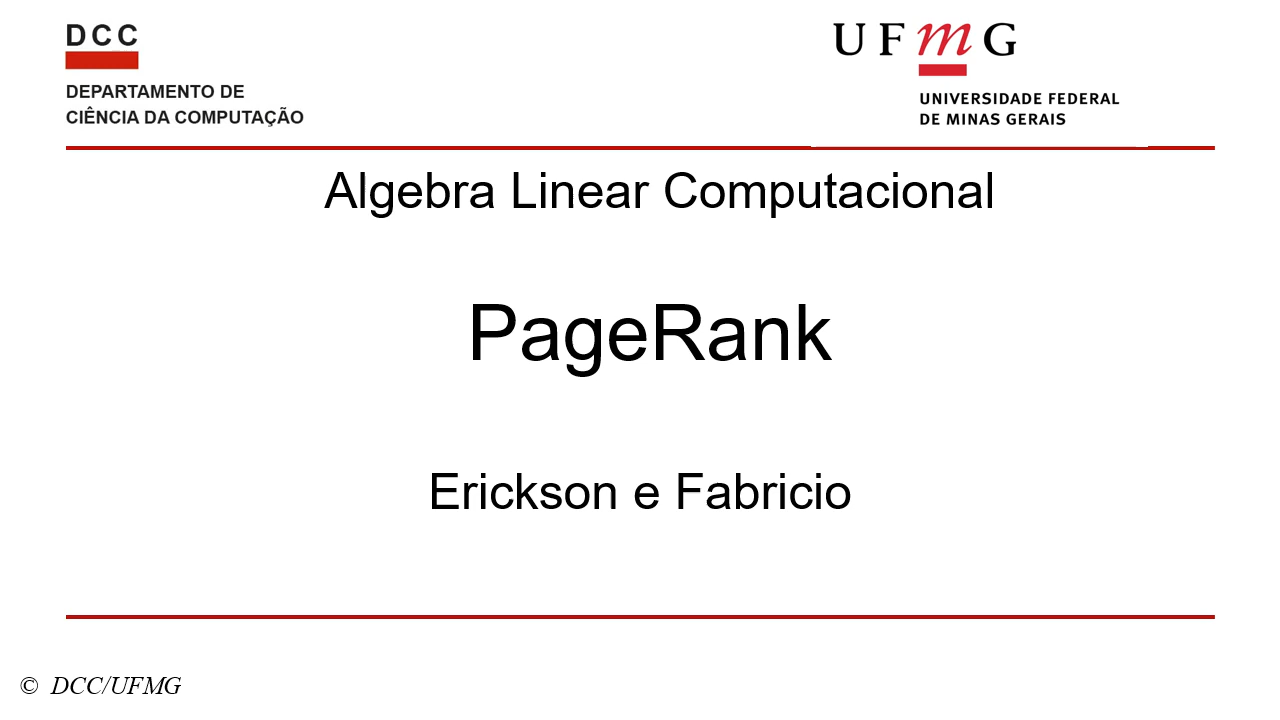 DCC
DEPARTAMENTO DE
CIÊNCIA DA COMPUTAÇÃO
UFmG
UNIVERSIDADE FEDERAL
DE MINAS GERAIS
Algebra Linear Computacional
PageRank
Erickson e Fabricio
© DCC/UFMG